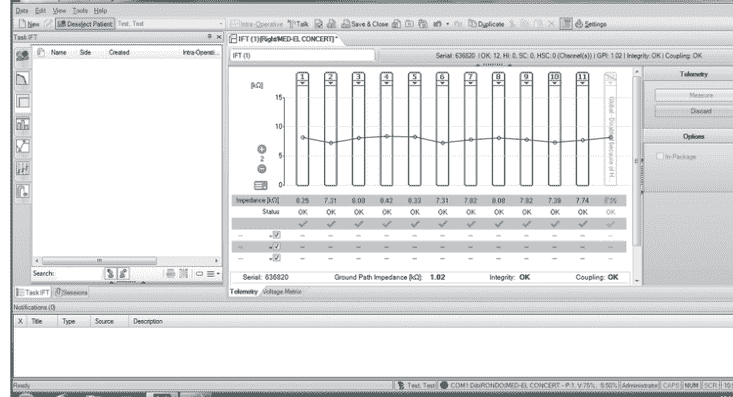 Data Edit View Tools Help
New Deselect Patient Test, Test Intra-Operative Talk Save & Close Duplicate Settings
Task IFT
IFT (1)[Right/MED-EL CONCERT]*
Name Side Created Intra-Operati...
IFT (1)
Serial: 636820 | OK: 12, HI: 0, SC: 0, HSC: 0 (Channel(s)) | GPI: 1.02 | Integrity: OK | Coupling: OK
Telemetry
Measure
Discard
Options
In-Package
[kΩ]
1 2 3 4 5 6 7 8 9 10 11
15
10
5
0
2
Impedance [kΩ] 8.25 7.31 8.08 8.42 8.33 7.31 7.82 8.08 7.82 7.39 7.74
Status OK OK OK OK OK OK OK OK OK OK OK OK
Search:
Serial: 636820 Ground Path Impedance [kΩ]: 1.02 Integrity: OK Coupling: OK
Task IFT Sessions
Telemetry Voltage Matrix
Notifications (0)
X Title Type Source Description
Ready
Test, Test COM1 Dib/RONDO/MED-EL CONCERT - P:1, V:75%, S:50% Administrator CAPS NUM SCR